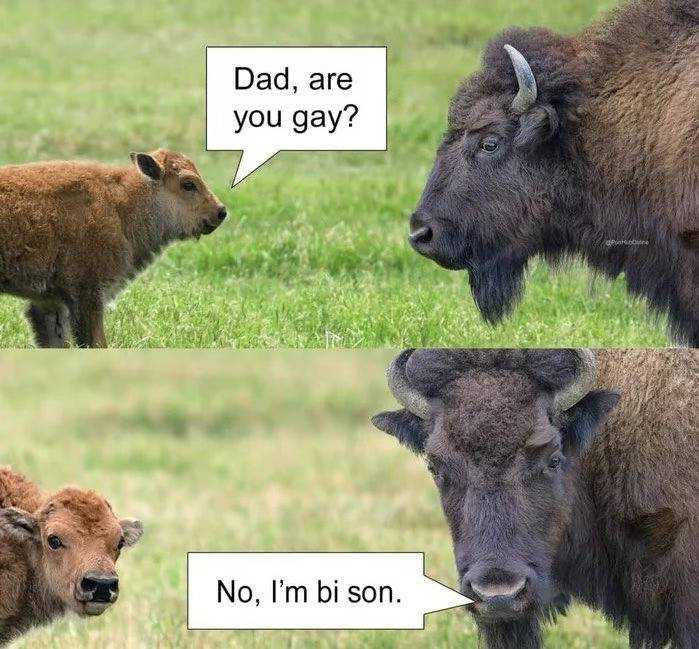 Dad, are
you gay?
No, I'm bi son.